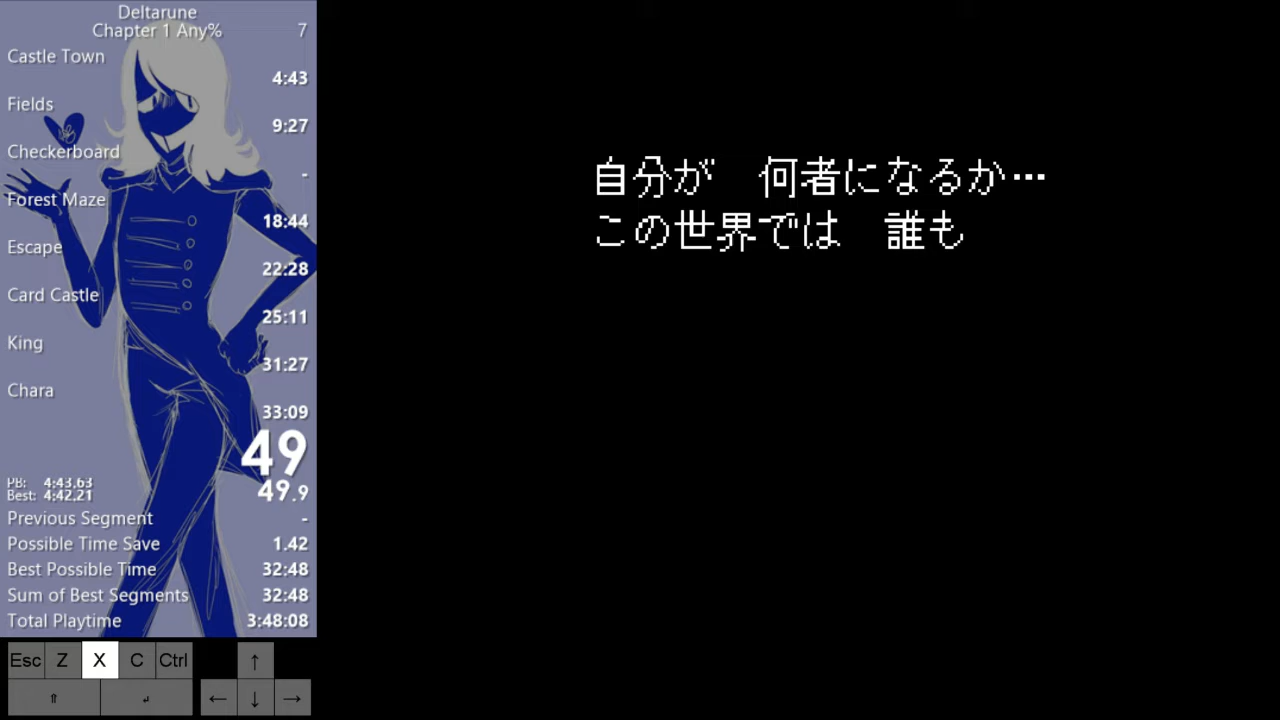 Deltarune
Chapter 1 Any%
7
Castle Town
4:43
Fields
9:27
Checkerboard
-
Forest Maze
18:44
Escape
22:28
Card Castle
25:11
King
31:27
Chara
33:09
49
PB: 4:43.63
Best: 4:42.21
49.9
Previous Segment -
Possible Time Save 1.42
Best Possible Time 32:48
Sum of Best Segments 32:48
Total Playtime 3:48:08
Esc Z X C Ctrl ↑
⇧ ↵ ← ↓ →
自分が　何者になるか…
この世界では　誰も